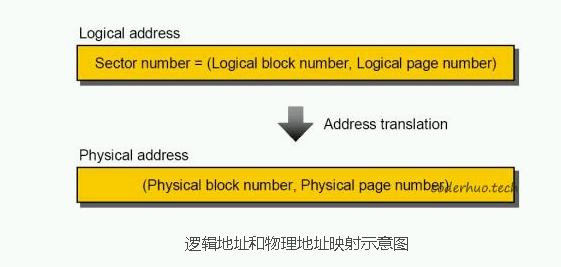 Logical address
Sector number = (Logical block number, Logical page number)
Address translation
Physical address
(Physical block number, Physical page number)
coderhuo.tech
逻辑地址和物理地址映射示意图